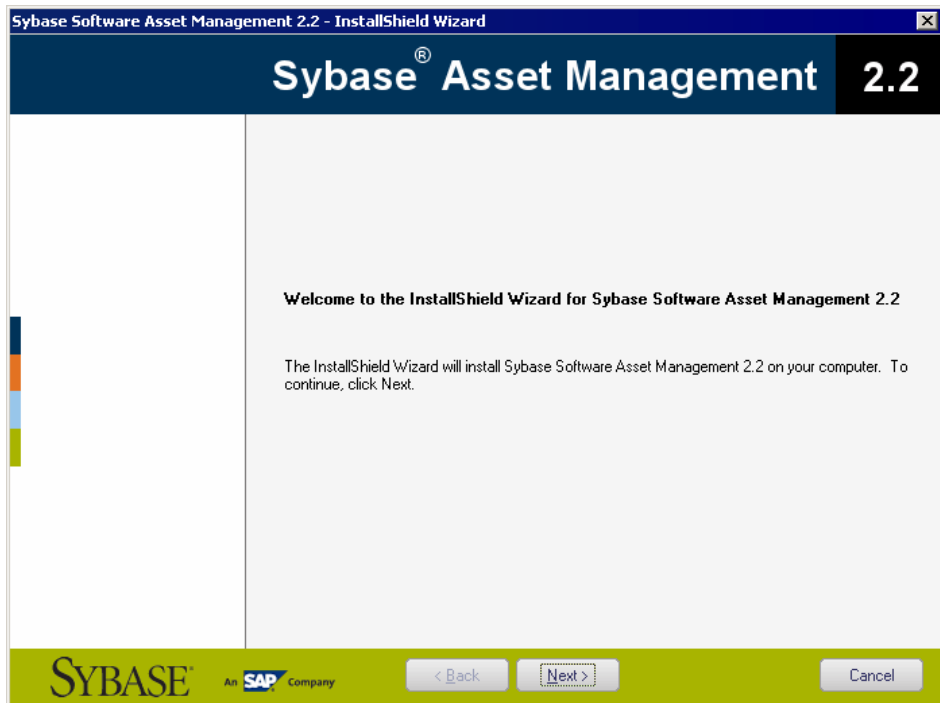 Sybase Software Asset Management 2.2 - InstallShield Wizard
Sybase® Asset Management 2.2
Welcome to the InstallShield Wizard for Sybase Software Asset Management 2.2
The InstallShield Wizard will install Sybase Software Asset Management 2.2 on your computer. To
continue, click Next.
SYBASE® An SAP Company < Back Next > Cancel